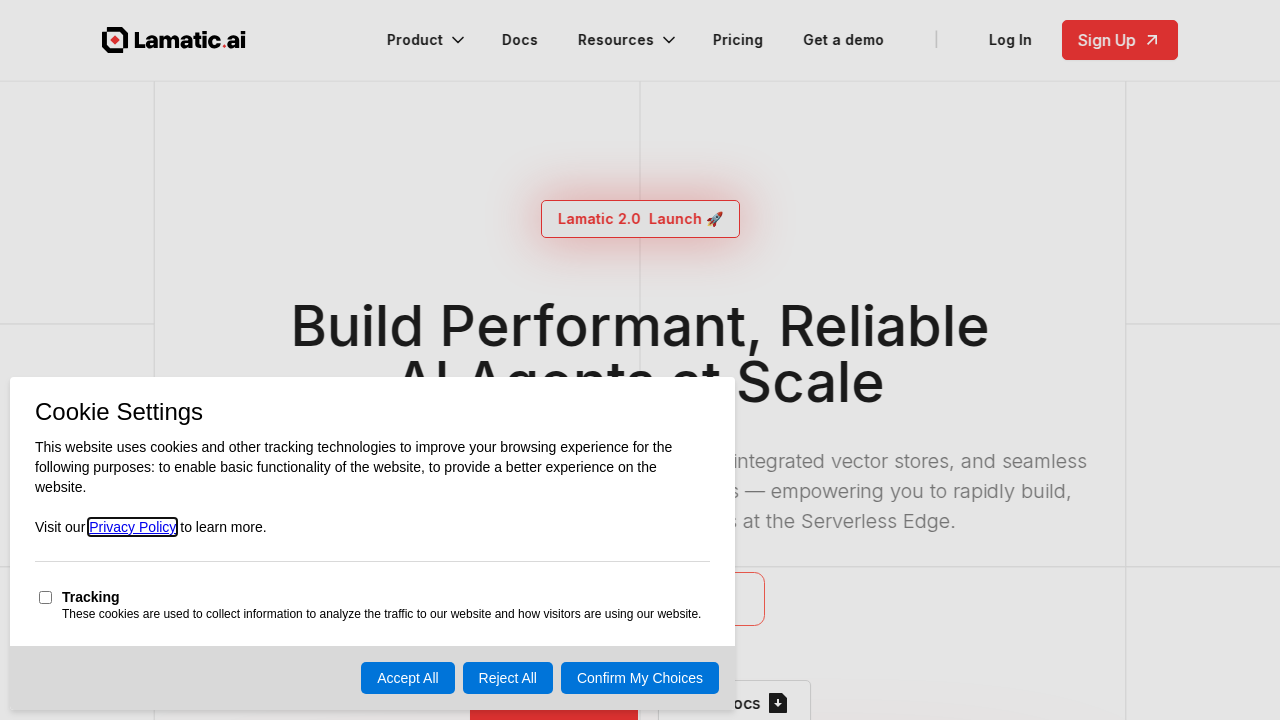 Lamatic.ai
Product
Docs
Resources
Pricing
Get a demo
Log In
Sign Up
Lamatic 2.0 Launch 🚀
Build Performant, Reliable
AI Agents at Scale
integrated vector stores, and seamless
— empowering you to rapidly build,
at the Serverless Edge.
Cookie Settings
This website uses cookies and other tracking technologies to improve your browsing experience for the
following purposes: to enable basic functionality of the website, to provide a better experience on the
website.
Visit our Privacy Policy to learn more.
Tracking
These cookies are used to collect information to analyze the traffic to our website and how visitors are using our website.
Accept All
Reject All
Confirm My Choices